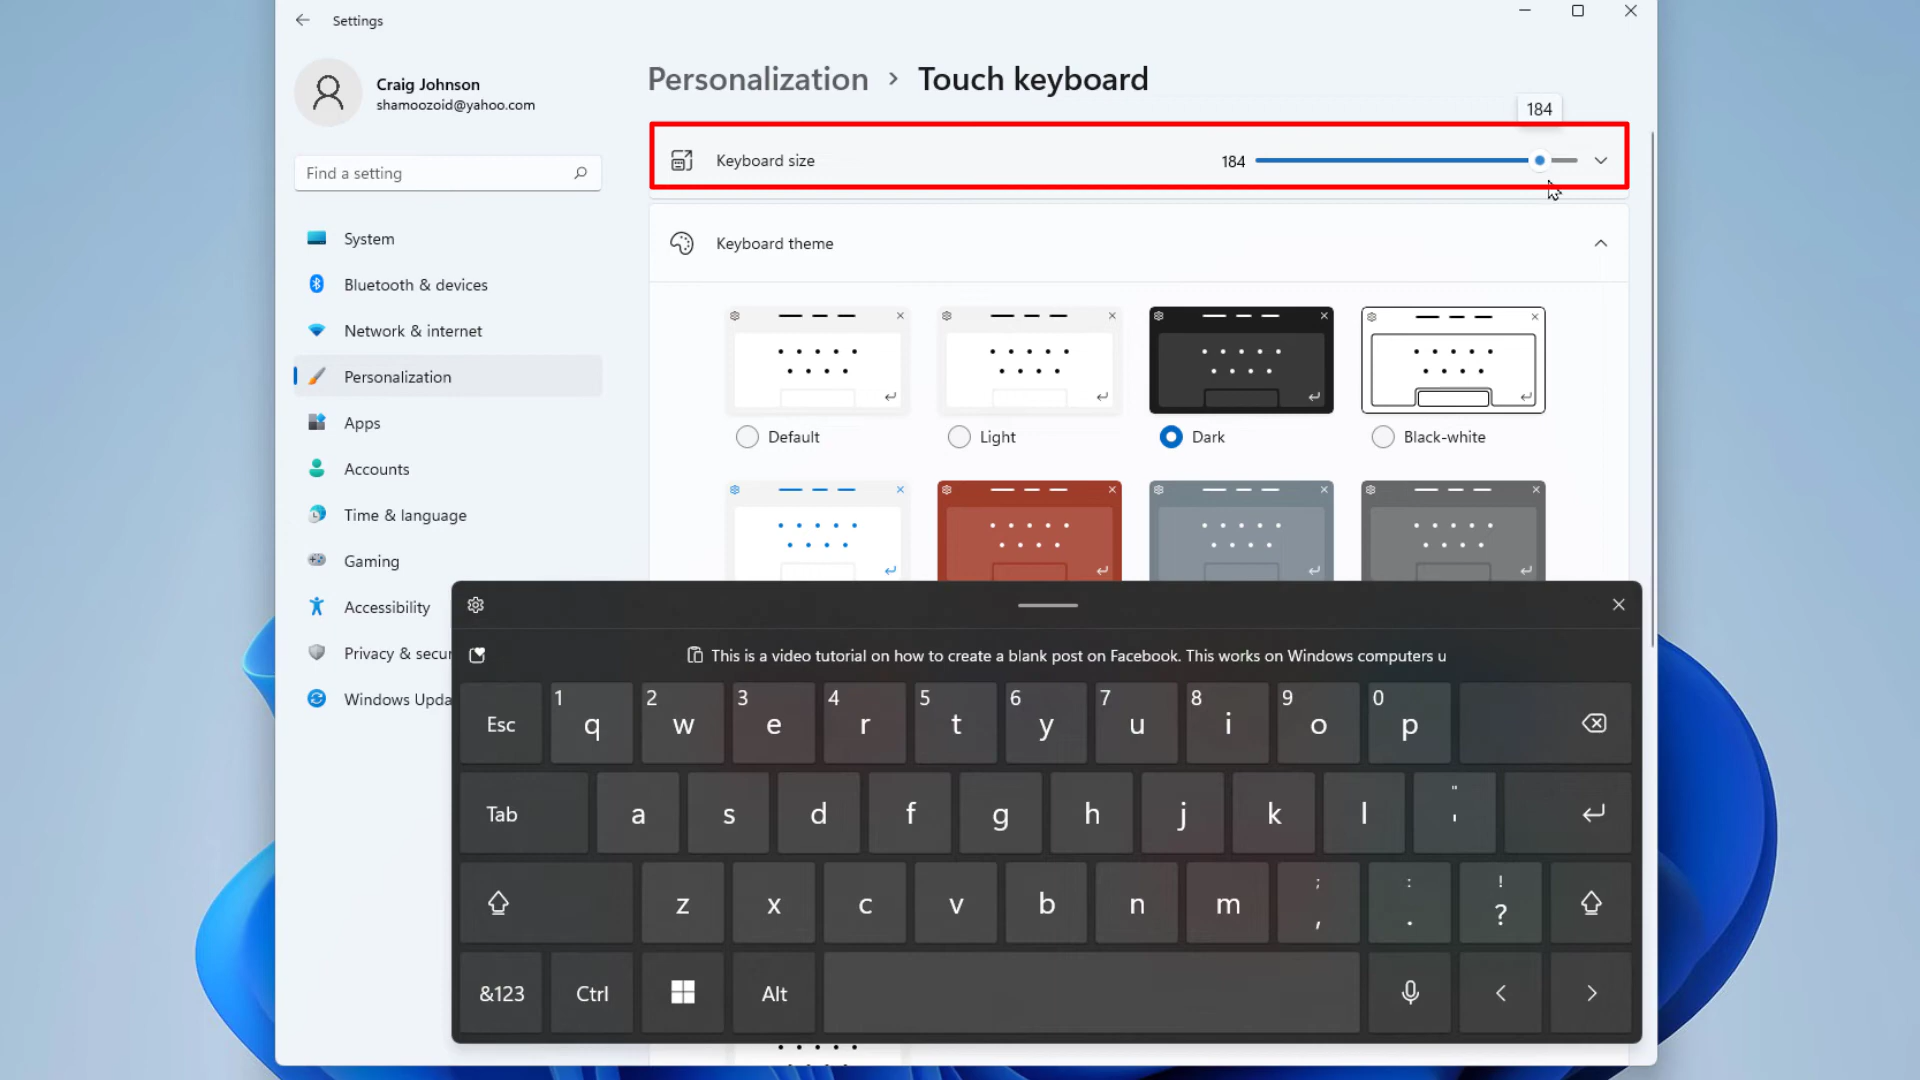 Settings
Craig Johnson
shamoozoid@yahoo.com
Find a setting
System
Bluetooth & devices
Network & internet
Personalization
Apps
Accounts
Time & language
Gaming
Accessibility
Privacy & secur
Windows Upda
Personalization > Touch keyboard
184
Keyboard size 184
Keyboard theme
Default Light Dark Black-white
This is a video tutorial on how to create a blank post on Facebook. This works on Windows computers u
1 2 3 4 5 6 7 8 9 0
Esc q w e r t y u i o p
"
Tab a s d f g h j k l '
; : !
z x c v b n m , . ?
&123 Ctrl Alt < >